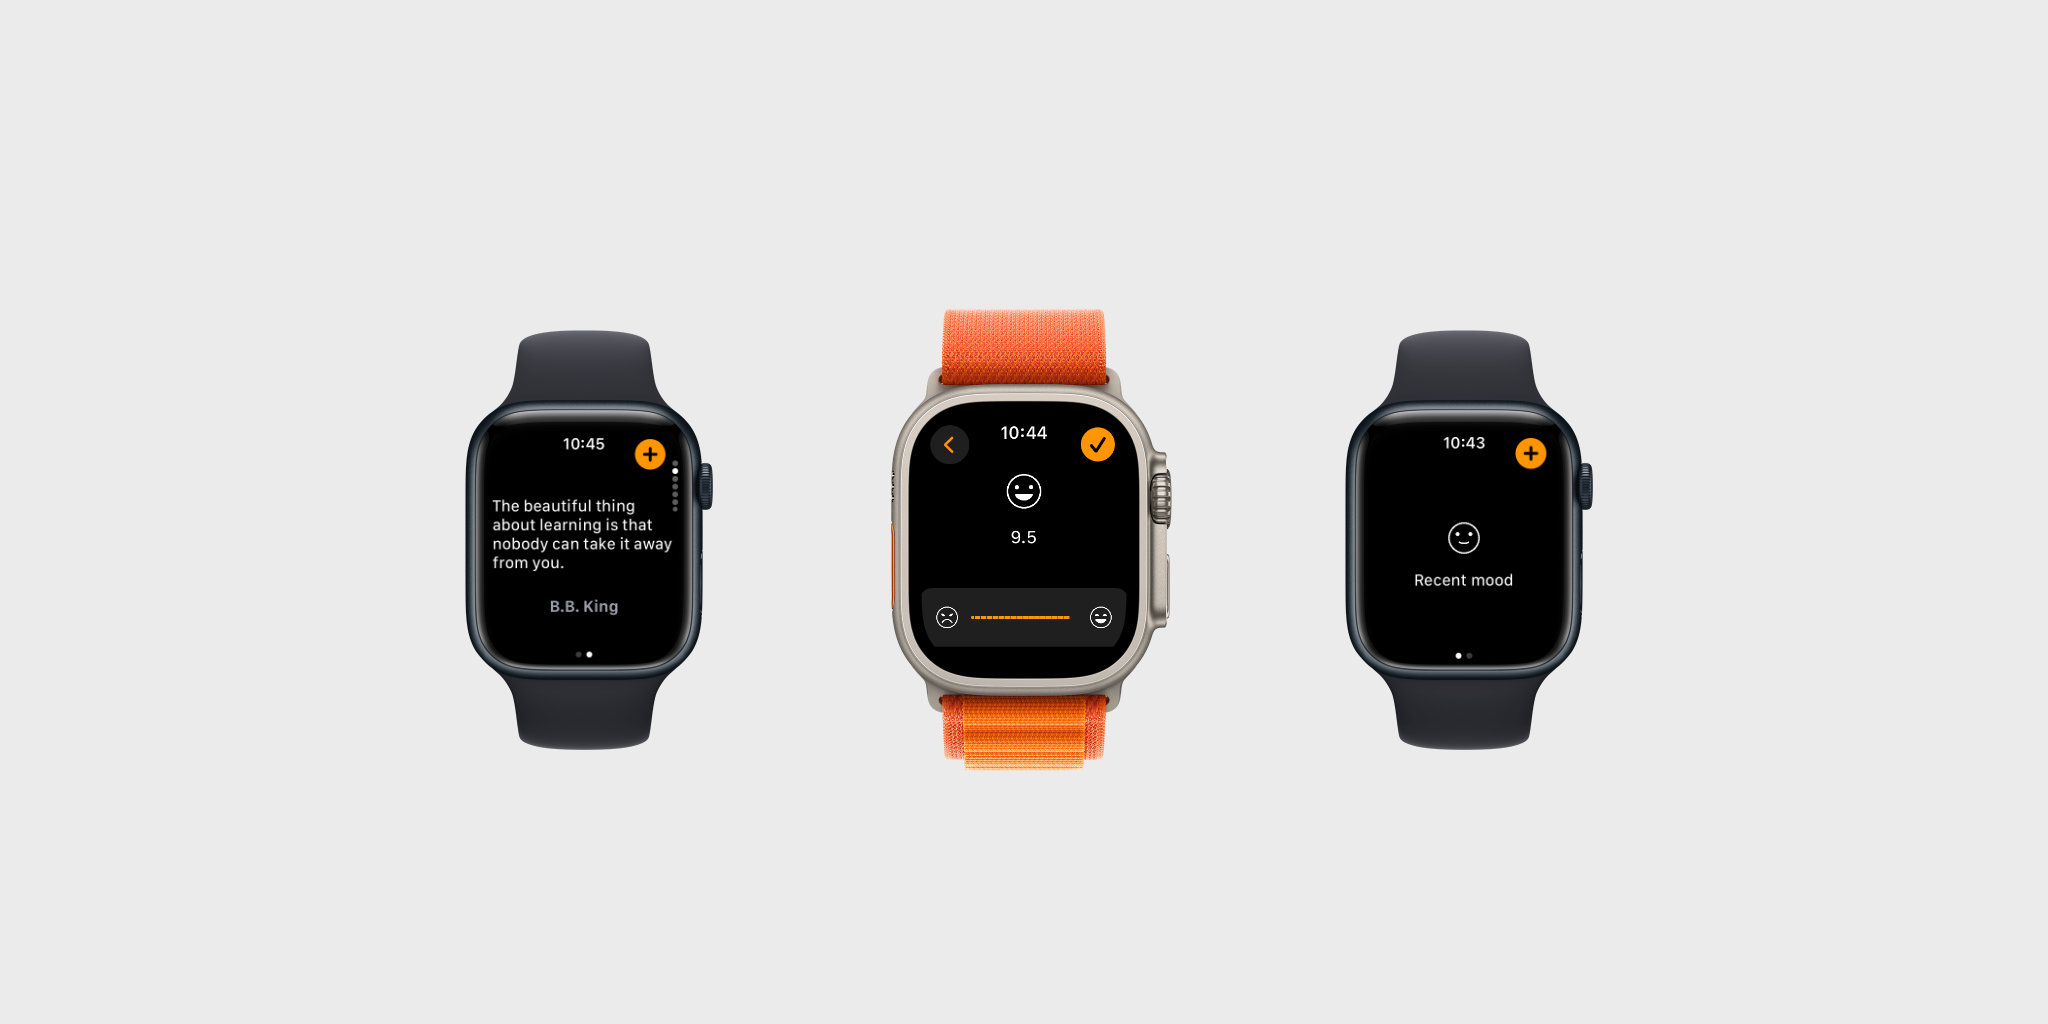 10:45
The beautiful thing
about learning is that
nobody can take it away
from you.
B.B. King
10:44
9.5
10:43
Recent mood